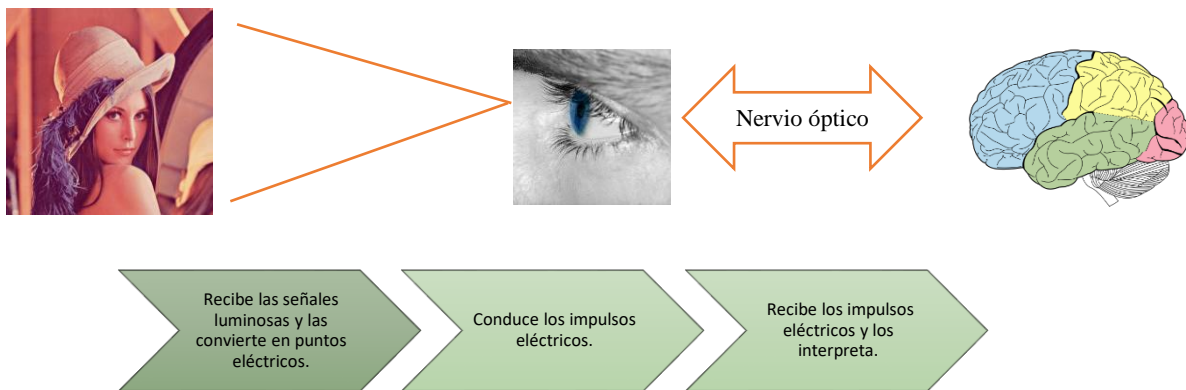 Nervio óptico
Recibe las señales
luminosas y las
convierte en puntos
eléctricos.
Conduce los impulsos
eléctricos.
Recibe los impulsos
eléctricos y los
interpreta.